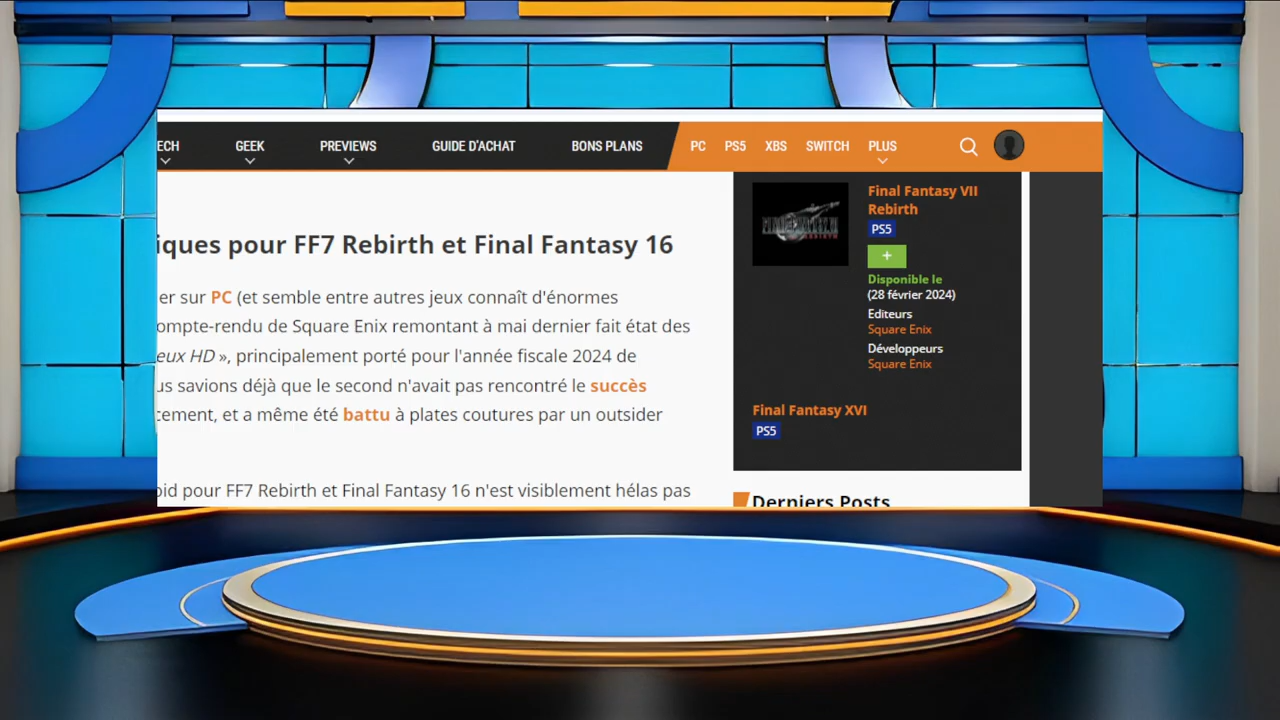 ECH GEEK PREVIEWS GUIDE D'ACHAT BONS PLANS PC PS5 XBS SWITCH PLUS
iques pour FF7 Rebirth et Final Fantasy 16
er sur PC (et semble entre autres jeux connaît d'énormes
ompte-rendu de Square Enix remontant à mai dernier fait état des
eux HD », principalement porté pour l'année fiscale 2024 de
us savions déjà que le second n'avait pas rencontré le succès
cement, et a même été battu à plates coutures par un outsider
oid pour FF7 Rebirth et Final Fantasy 16 n'est visiblement hélas pas
Final Fantasy VII
Rebirth
PS5
+
Disponible le
(28 février 2024)
Editeurs
Square Enix
Développeurs
Square Enix
Final Fantasy XVI
PS5
Derniers Posts